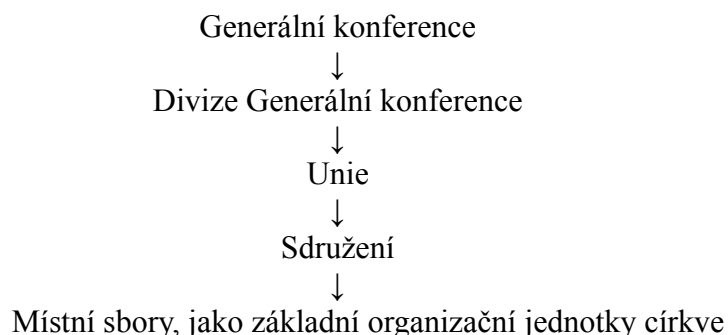 Generální konference
↓
Divize Generální konference
↓
Unie
↓
Sdružení
↓
Místní sbory, jako základní organizační jednotky církve